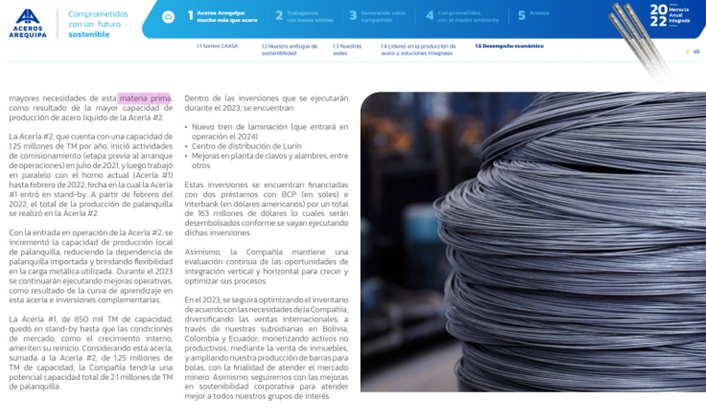 ACEROS
AREQUIPA
Comprometidos
con un futuro
sostenible
1 Aceros Arequipa:
mucho más que acero
2 Trabajamos
con bases sólidas
3 Generando valor
compartido
4 Comprometidos
con el medio ambiente
5 Anexos
2022
Memoria
Anual
Integrada
1.1 Somos CAASA
1.2 Nuestro enfoque de
sostenibilidad
1.3 Nuestras
sedes
1.4 Líderes en la producción de
acero y soluciones integrales
1.5 Desempeño económico
mayores necesidades de esta materia prima,
como resultado de la mayor capacidad de
producción de acero líquido de la Acería #2.
La Acería #2, que cuenta con una capacidad de
1.25 millones de TM por año, inició actividades
de comisionamiento (etapa previa al arranque
de operaciones) en julio de 2021, y luego trabajó
en paralelo con el horno actual (Acería #1)
hasta febrero de 2022, fecha en la cual la Acería
#1 entró en stand-by. A partir de febrero del
2022, el total de la producción de palanquilla
se realizó en la Acería #2.
Con la entrada en operación de la Acería #2, se
incrementó la capacidad de producción local
de palanquilla, reduciendo la dependencia de
palanquilla importada y brindando flexibilidad
en la carga metálica utilizada. Durante el 2023
se continuarán ejecutando mejoras operativas,
como resultado de la curva de aprendizaje en
esta acería e inversiones complementarias.
La Acería #1, de 850 mil TM de capacidad,
quedó en stand-by hasta que las condiciones
de mercado, como el crecimiento interno,
ameriten su reinicio. Considerando esta acería,
sumada a la Acería #2, de 1.25 millones de
TM de capacidad, la Compañía tendría una
potencial capacidad total de 2.1 millones de TM
de palanquilla.
Dentro de las inversiones que se ejecutarán
durante el 2023, se encuentran:
• Nuevo tren de laminación (que entrará en
operación el 2024)
• Centro de distribución de Lurín
• Mejoras en planta de clavos y alambres, entre
otros
Estas inversiones se encuentran financiadas
con dos préstamos con BCP (en soles) e
Interbank (en dólares americanos) por un total
de 163 millones de dólares lo cuales serán
desembolsados conforme se vayan ejecutando
dichas inversiones.
Asimismo, la Compañía mantiene una
evaluación continua de las oportunidades de
integración vertical y horizontal para crecer y
optimizar sus procesos.
En el 2023, se seguirá optimizando el inventario
de acuerdo con las necesidades de la Compañía;
diversificando las ventas internacionales, a
través de nuestras subsidiarias en Bolivia,
Colombia y Ecuador; monetizando activos no
productivos, mediante la venta de inmuebles,
y ampliando nuestra producción de barras para
bolas, con la finalidad de atender el mercado
minero. Asimismo, seguiremos con las mejoras
en sostenibilidad corporativa para atender
mejor a todos nuestros grupos de interés.